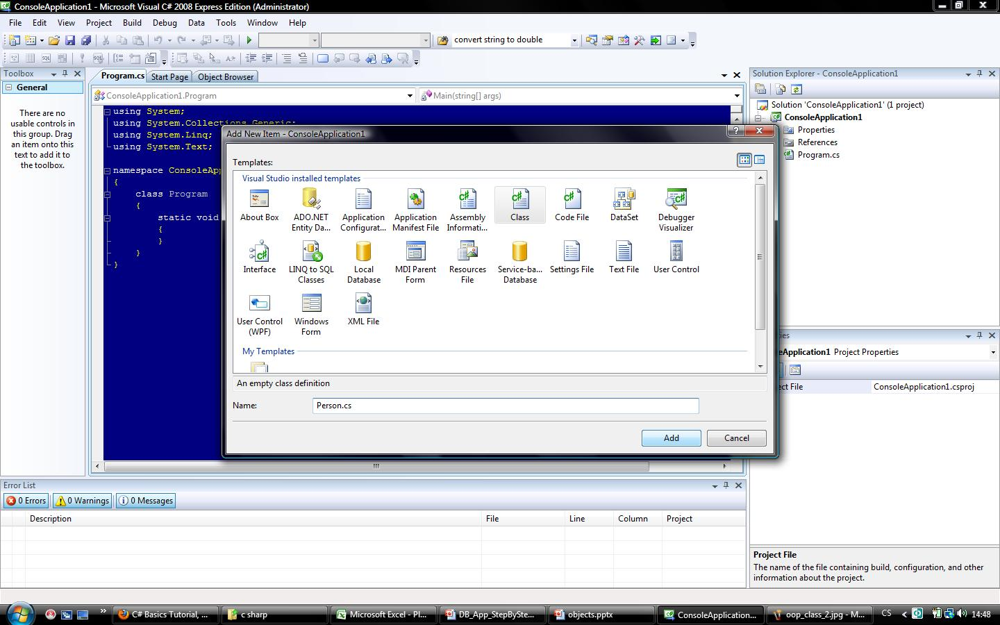 ConsoleApplication1 - Microsoft Visual C# 2008 Express Edition (Administrator)
File Edit View Project Build Debug Data Tools Window Help
convert string to double
Toolbox
General
There are no
usable controls in
this group. Drag
an item onto this
text to add it to
the toolbox.
Program.cs Start Page Object Browser
ConsoleApplication1.Program Main(string[] args)
using System;
using System.Collections.Generic;
using System.Linq;
using System.Text;
namespace ConsoleApp
{
class Program
{
static void
{
}
}
}
Add New Item - ConsoleApplication1
Templates:
Visual Studio installed templates
About Box
ADO.NET
Entity Da...
Application
Configurat...
Application
Manifest File
Assembly
Informati...
Class
Code File
DataSet
Debugger
Visualizer
Interface
LINQ to SQL
Classes
Local
Database
MDI Parent
Form
Resources
File
Service-ba...
Database
Settings File
Text File
User Control
User Control
(WPF)
Windows
Form
XML File
My Templates
An empty class definition
Name: Person.cs
Add Cancel
Solution Explorer - ConsoleApplication1
Solution 'ConsoleApplication1' (1 project)
ConsoleApplication1
Properties
References
Program.cs
ties
eApplication1 Project Properties
ct File ConsoleApplication1.csproj
Project File
The name of the file containing build, configuration, and other
information about the project.
Error List
0 Errors 0 Warnings 0 Messages
Description File Line Column Project
C# Basics Tutorial, ... c sharp Microsoft Excel - Pl... DB_App_StepBySte... objects.pptx ConsoleApplication... oop_class_2.jpg - M... CS 14:48